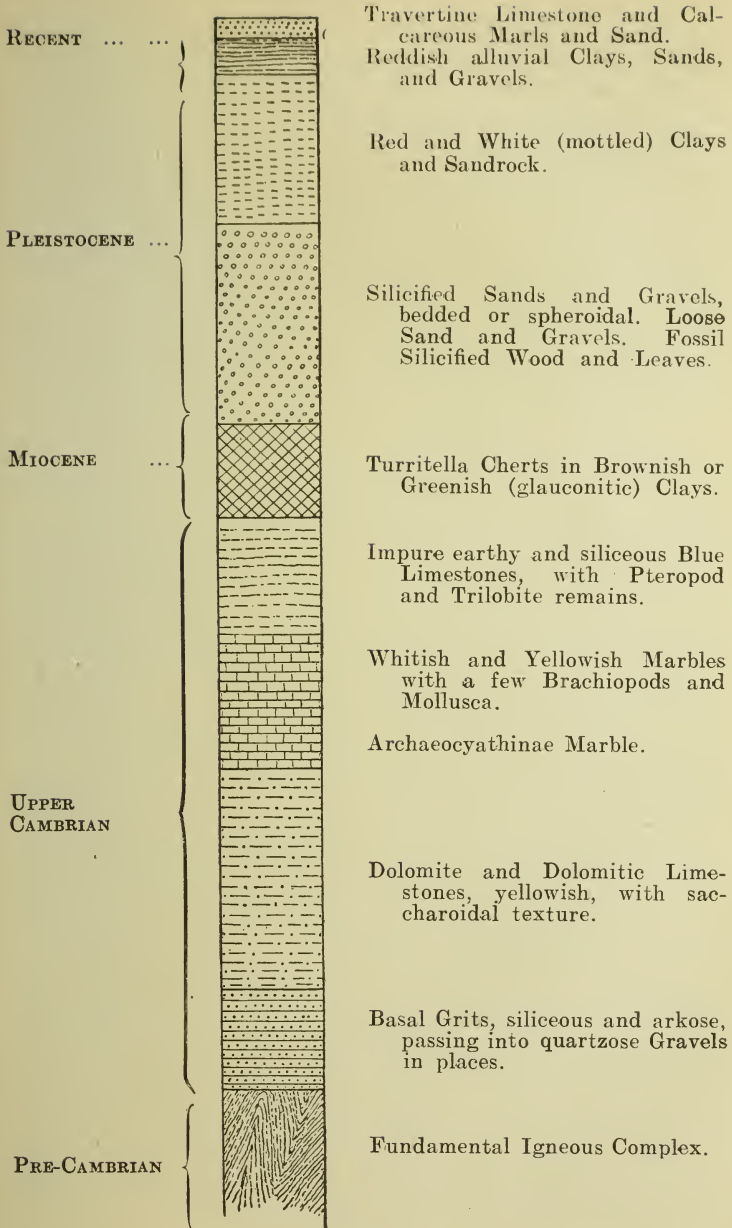 RECENT ... ...
Travertine Limestone and Cal-
careous Marls and Sand.
Reddish alluvial Clays, Sands,
and Gravels.
Red and White (mottled) Clays
and Sandrock.
PLEISTOCENE ...
Silicified Sands and Gravels,
bedded or spheroidal. Loose
Sand and Gravels. Fossil
Silicified Wood and Leaves.
MIOCENE ...
Turritella Cherts in Brownish or
Greenish (glauconitic) Clays.
Impure earthy and siliceous Blue
Limestones, with Pteropod
and Trilobite remains.
Whitish and Yellowish Marbles
with a few Brachiopods and
Mollusca.
Archaeocyathinae Marble.
UPPER
CAMBRIAN
Dolomite and Dolomitic Lime-
stones, yellowish, with sac-
charoidal texture.
Basal Grits, siliceous and arkose,
passing into quartzose Gravels
in places.
PRE-CAMBRIAN
Fundamental Igneous Complex.